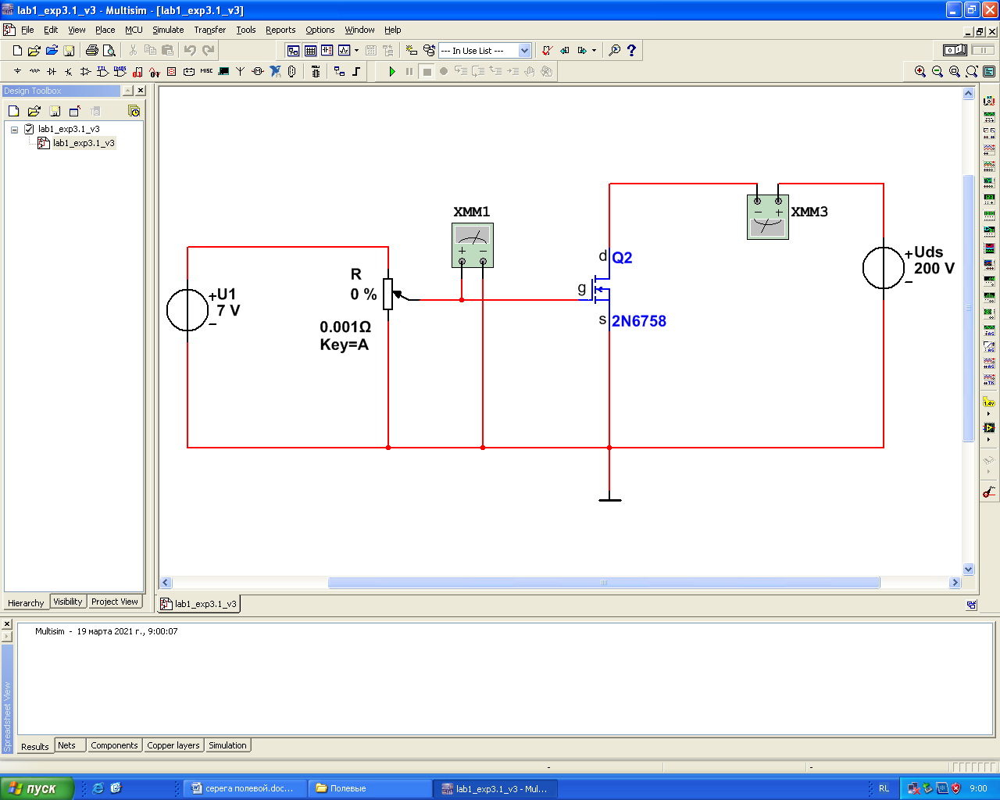 lab1_exp3.1_v3 - Multisim - [lab1_exp3.1_v3]
File Edit View Place MCU Simulate Transfer Tools Reports Options Window Help
--- In Use List ---
MISC
Design Toolbox
lab1_exp3.1_v3
lab1_exp3.1_v3
XMM1
+ −
XMM3
− +
U1
7 V
+
−
R
0 %
0.001Ω
Key=A
d
Q2
g
s
2N6758
Uds
200 V
+
−
Hierarchy Visibility Project View
lab1_exp3.1_v3
Multisim - 19 марта 2021 г., 9:00:07
Spreadsheet View
Results Nets Components Copper layers Simulation
- -
пуск
серега полевой.doc...
Полевые
lab1_exp3.1_v3 - Mul...
RL
9:00